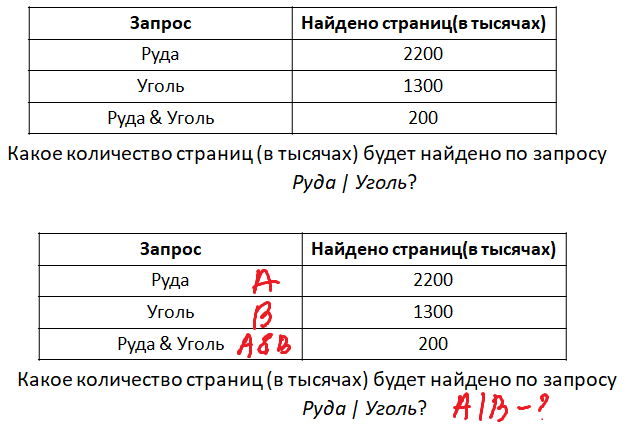 Запрос Найдено страниц(в тысячах)
Руда 2200
Уголь 1300
Руда & Уголь 200
Какое количество страниц (в тысячах) будет найдено по запросу
Руда | Уголь?
Запрос Найдено страниц(в тысячах)
Руда A 2200
Уголь B 1300
Руда & Уголь A&B 200
Какое количество страниц (в тысячах) будет найдено по запросу
Руда | Уголь? A|B-?